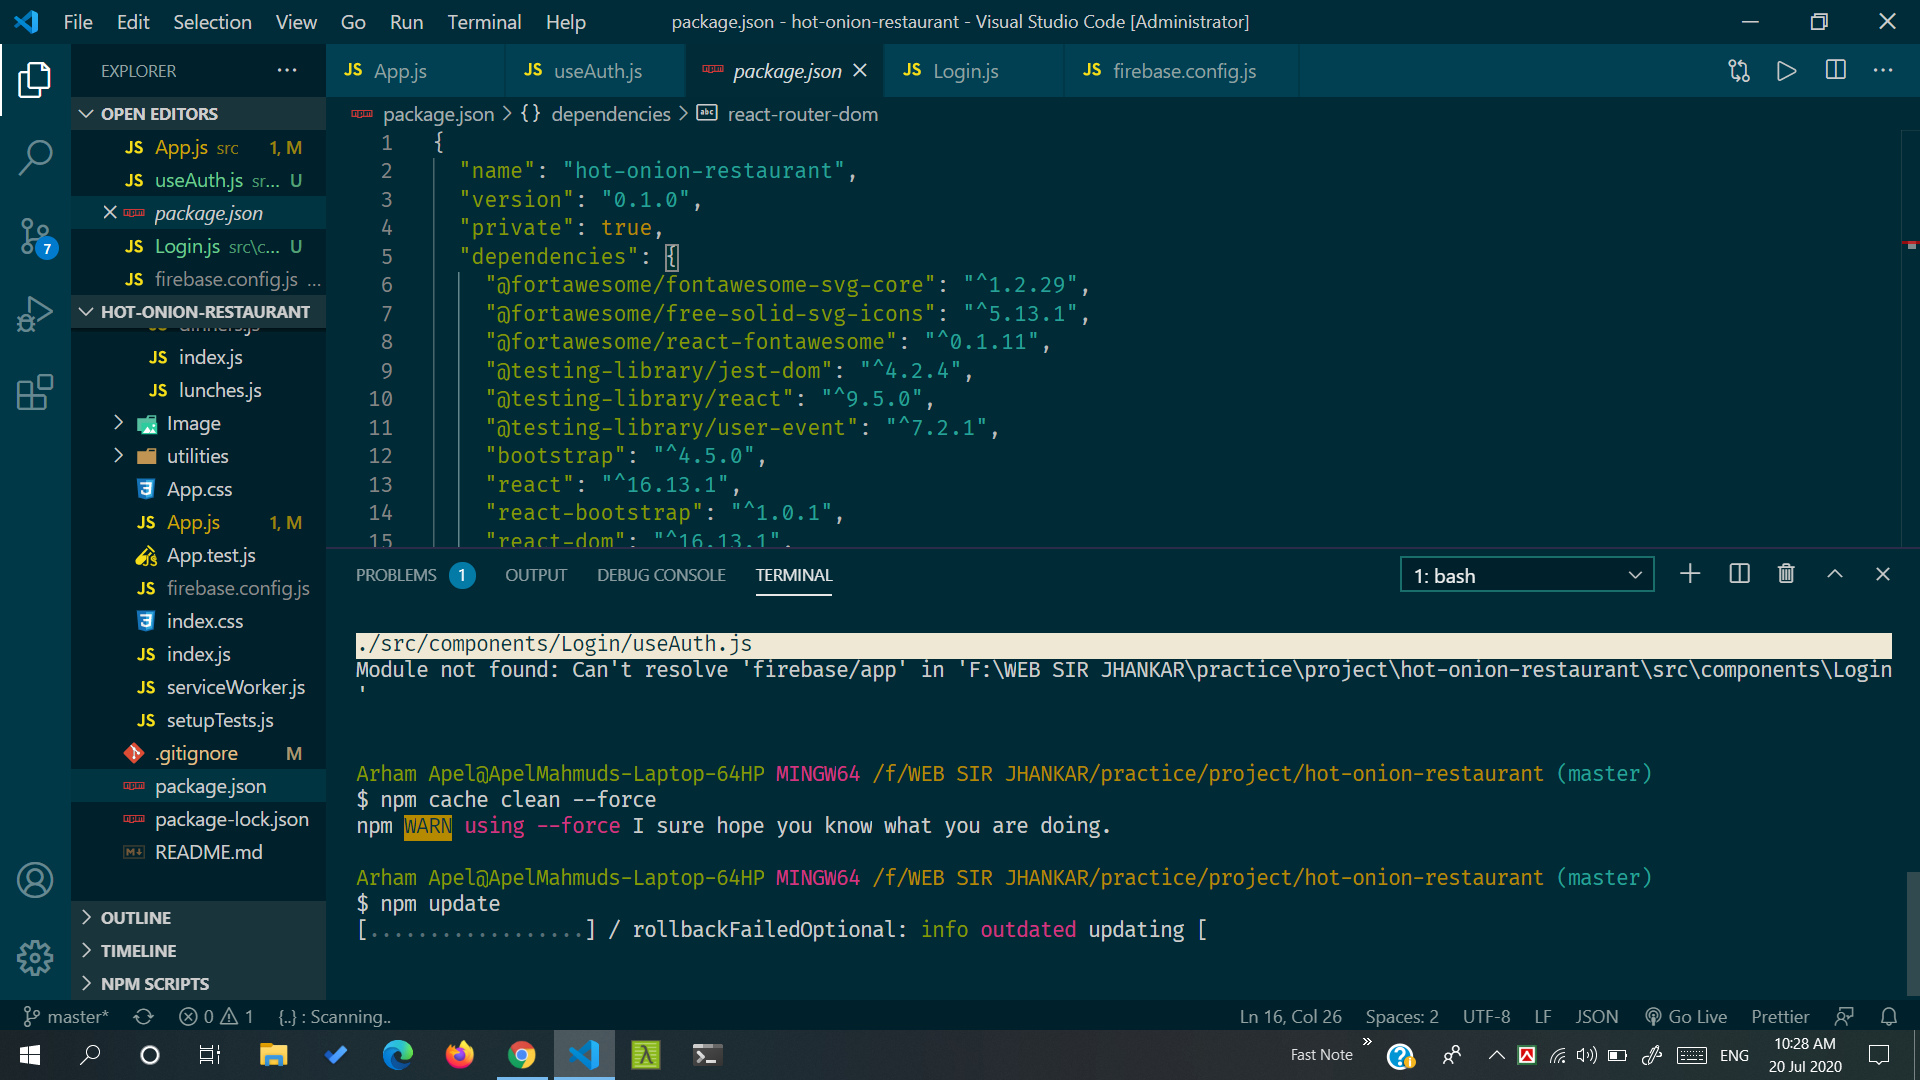 File Edit Selection View Go Run Terminal Help
package.json - hot-onion-restaurant - Visual Studio Code [Administrator]
EXPLORER
OPEN EDITORS
JS App.js src 1, M
JS useAuth.js sr... U
package.json
JS Login.js src\c... U
JS firebase.config.js ...
HOT-ONION-RESTAURANT
dinners.js
JS index.js
JS lunches.js
Image
utilities
App.css
JS App.js 1, M
App.test.js
firebase.config.js
index.css
JS index.js
JS serviceWorker.js
JS setupTests.js
.gitignore M
package.json
package-lock.json
README.md
OUTLINE
TIMELINE
NPM SCRIPTS
7
JS App.js JS useAuth.js package.json JS Login.js JS firebase.config.js
package.json > {} dependencies > abc react-router-dom
1 {
2 "name": "hot-onion-restaurant",
3 "version": "0.1.0",
4 "private": true,
5 "dependencies": {
6 "@fortawesome/fontawesome-svg-core": "^1.2.29",
7 "@fortawesome/free-solid-svg-icons": "^5.13.1",
8 "@fortawesome/react-fontawesome": "^0.1.11",
9 "@testing-library/jest-dom": "^4.2.4",
10 "@testing-library/react": "^9.5.0",
11 "@testing-library/user-event": "^7.2.1",
12 "bootstrap": "^4.5.0",
13 "react": "^16.13.1",
14 "react-bootstrap": "^1.0.1",
15 "react-dom": "^16.13.1",
PROBLEMS 1 OUTPUT DEBUG CONSOLE TERMINAL
1: bash
./src/components/Login/useAuth.js
Module not found: Can't resolve 'firebase/app' in 'F:\WEB SIR JHANKAR\practice\project\hot-onion-restaurant\src\components\Login
'
Arham Apel@ApelMahmuds-Laptop-64HP MINGW64 /f/WEB SIR JHANKAR/practice/project/hot-onion-restaurant (master)
$ npm cache clean --force
npm WARN using --force I sure hope you know what you are doing.
Arham Apel@ApelMahmuds-Laptop-64HP MINGW64 /f/WEB SIR JHANKAR/practice/project/hot-onion-restaurant (master)
$ npm update
[..................] / rollbackFailedOptional: info outdated updating [
master* 0 1 {..} : Scanning..
Ln 16, Col 26 Spaces: 2 UTF-8 LF JSON Go Live Prettier
Fast Note » ENG
10:28 AM
20 Jul 2020